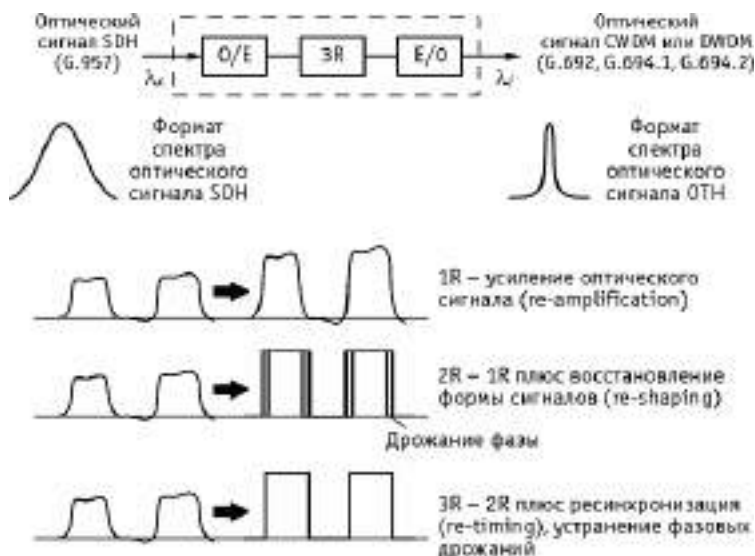 Оптический
сигнал SDH
(G.957)
O/E
3R
E/O
Оптический
сигнал CWDM или DWDM
(G.692, G.694.1, G.694.2)
Формат
спектра
оптического
сигнала SDH
Формат
спектра
оптического
сигнала OTH
1R – усиление оптического
сигнала (re-amplification)
2R – 1R плюс восстановление
формы сигналов (re-shaping)
Дрожание фазы
3R – 2R плюс ресинхронизация
(re-timing), устранение фазовых
дрожаний